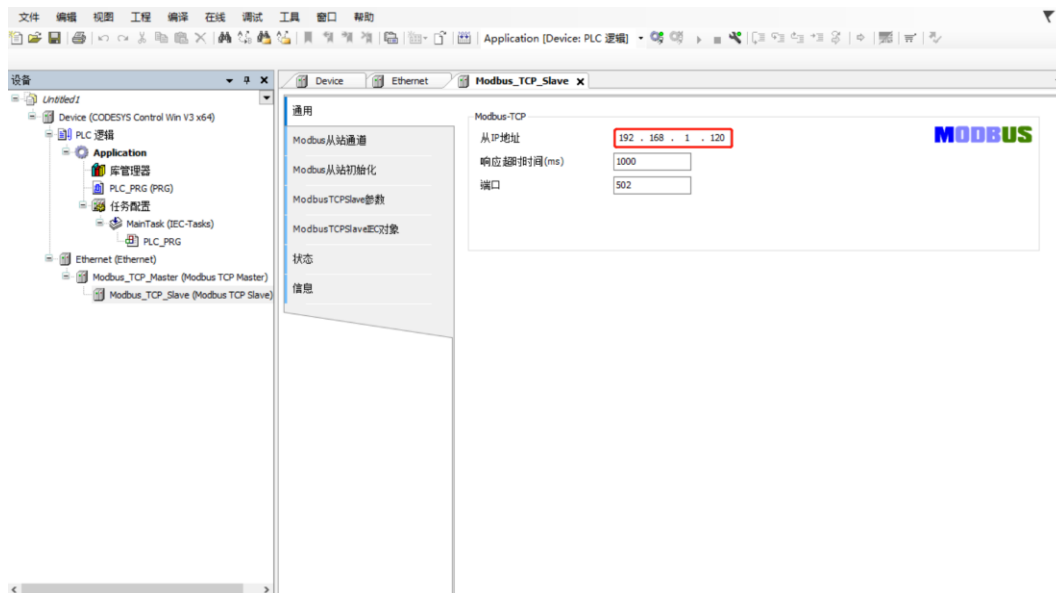 文件 编辑 视图 工程 编译 在线 调试 工具 窗口 帮助
Application [Device: PLC 逻辑]
设备
Untitled1
Device (CODESYS Control Win V3 x64)
PLC 逻辑
Application
库管理器
PLC_PRG (PRG)
任务配置
MainTask (IEC-Tasks)
PLC_PRG
Ethernet (Ethernet)
Modbus_TCP_Master (Modbus TCP Master)
Modbus_TCP_Slave (Modbus TCP Slave)
Device Ethernet Modbus_TCP_Slave
通用
Modbus从站通道
Modbus从站初始化
ModbusTCPSlave参数
ModbusTCPSlaveIEC对象
状态
信息
Modbus-TCP
从IP地址 192 . 168 . 1 . 120
响应超时时间(ms) 1000
端口 502
MODBUS